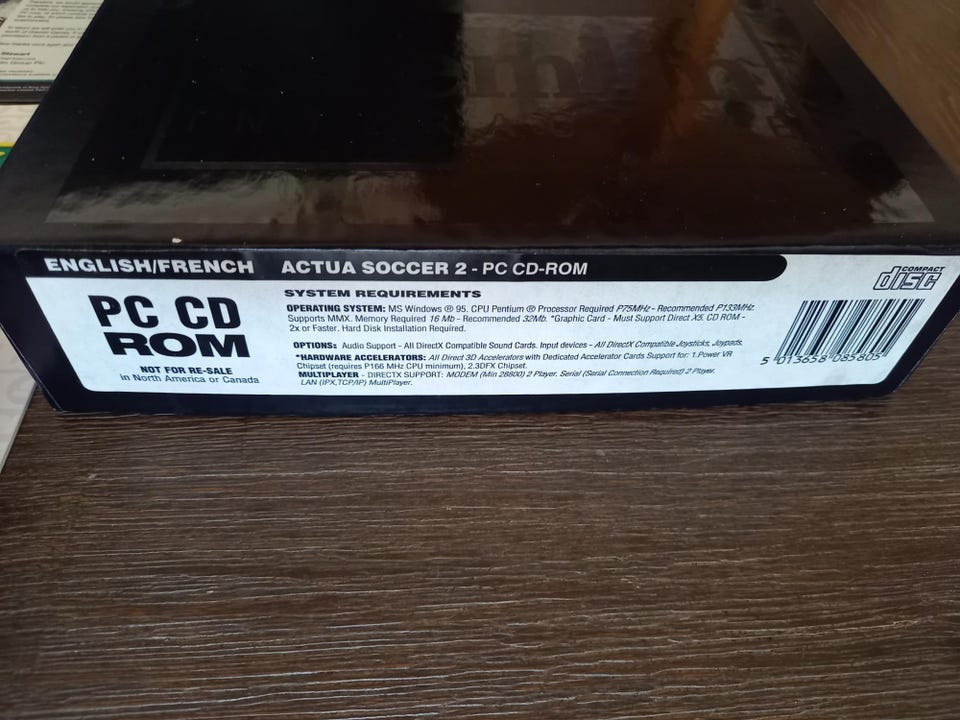 Stewart
ENGLISH/FRENCH ACTUA SOCCER 2 - PC CD-ROM
COMPACT
disc
PC CD
ROM
NOT FOR RE-SALE
in North America or Canada
SYSTEM REQUIREMENTS
OPERATING SYSTEM: MS Windows ® 95. CPU Pentium ® Processor Required P75MHz - Recommended P133MHz.
Supports MMX. Memory Required 16 Mb - Recommended 32Mb. *Graphic Card - Must Support Direct X5. CD ROM -
2x or Faster. Hard Disk Installation Required.
OPTIONS: Audio Support - All DirectX Compatible Sound Cards. Input devices - All DirectX Compatible Joysticks, Joypads.
*HARDWARE ACCELERATORS: All Direct 3D Accelerators with Dedicated Accelerator Cards Support for: 1.Power VR
Chipset (requires P166 MHz CPU minimum), 2.3DFX Chipset.
MULTIPLAYER - DIRECTX SUPPORT: MODEM (Min 28800) 2 Player. Serial (Serial Connection Required) 2 Player.
LAN (IPX,TCP/IP) MultiPlayer.
5 013658 085805